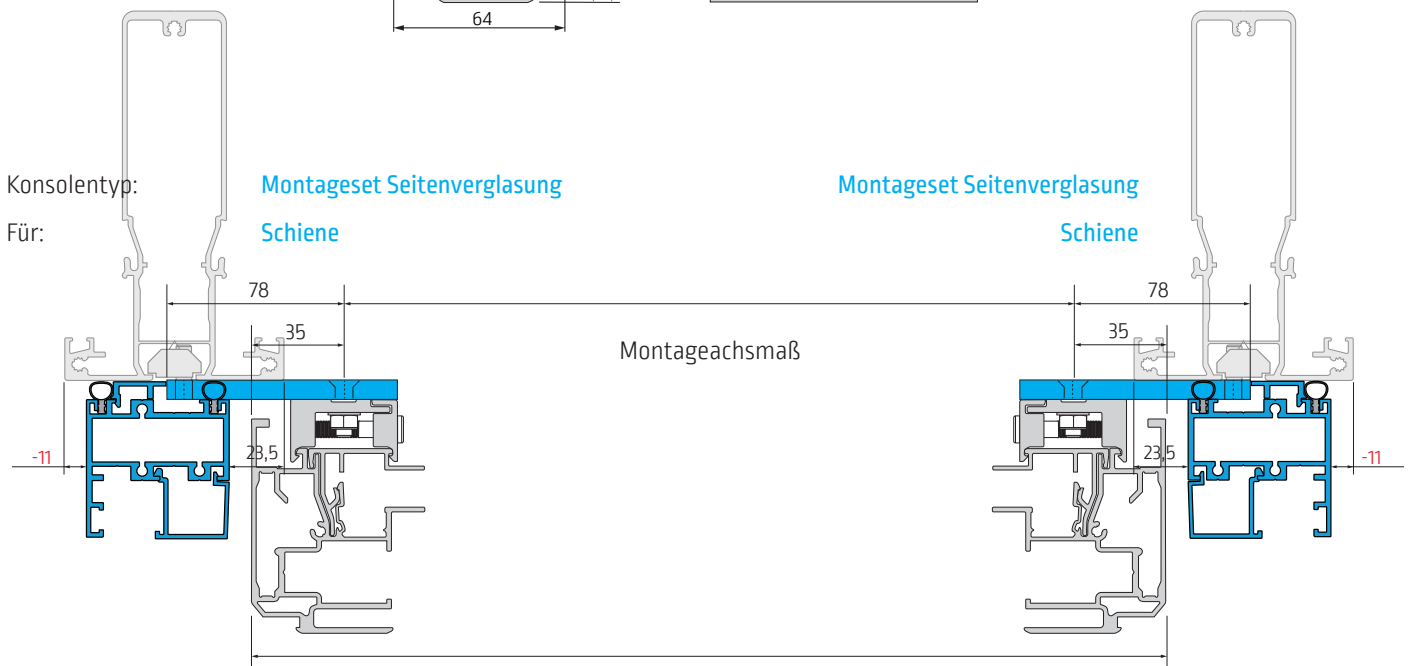 64
Konsolentyp: Montageset Seitenverglasung Montageset Seitenverglasung
Für: Schiene Schiene
78 78
35 35
Montageachsmaß
-11 23,5 23,5 -11